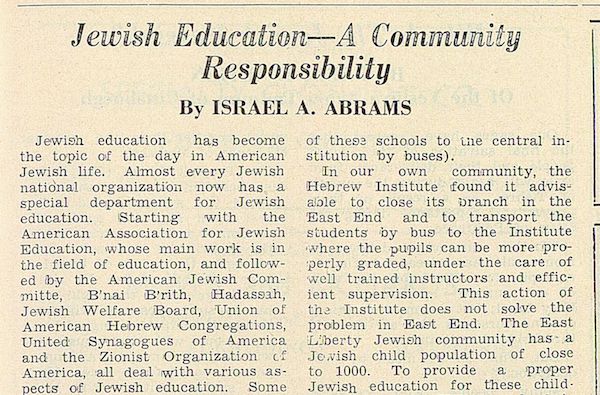 Jewish Education—A Community
Responsibility
By ISRAEL A. ABRAMS
Jewish education has become
the topic of the day in American
Jewish life. Almost every Jewish
national organization now has a
special department for Jewish
education. Starting with the
American Association for Jewish
Education, whose main work is in
the field of education, and follow-
ed by the American Jewish Com-
mitte, B'nai B'rith, Hadassah,
Jewish Welfare Board, Union of
American Hebrew Congregations,
United Synagogues of America
and the Zionist Organization of
America, all deal with various as-
pects of Jewish education. Some
of these schools to the central in-
stitution by buses).
In our own community, the
Hebrew Institute found it advis-
able to close its branch in the
East End and to transport the
students by bus to the Institute
where the pupils can be more pro-
perly graded, under the care of
well trained instructors and effic-
ient supervision. This action of
the Institute does not solve the
problem in East End. The East
Liberty Jewish community has a
Jewish child population of close
to 1000. To provide a proper
Jewish education for these child-